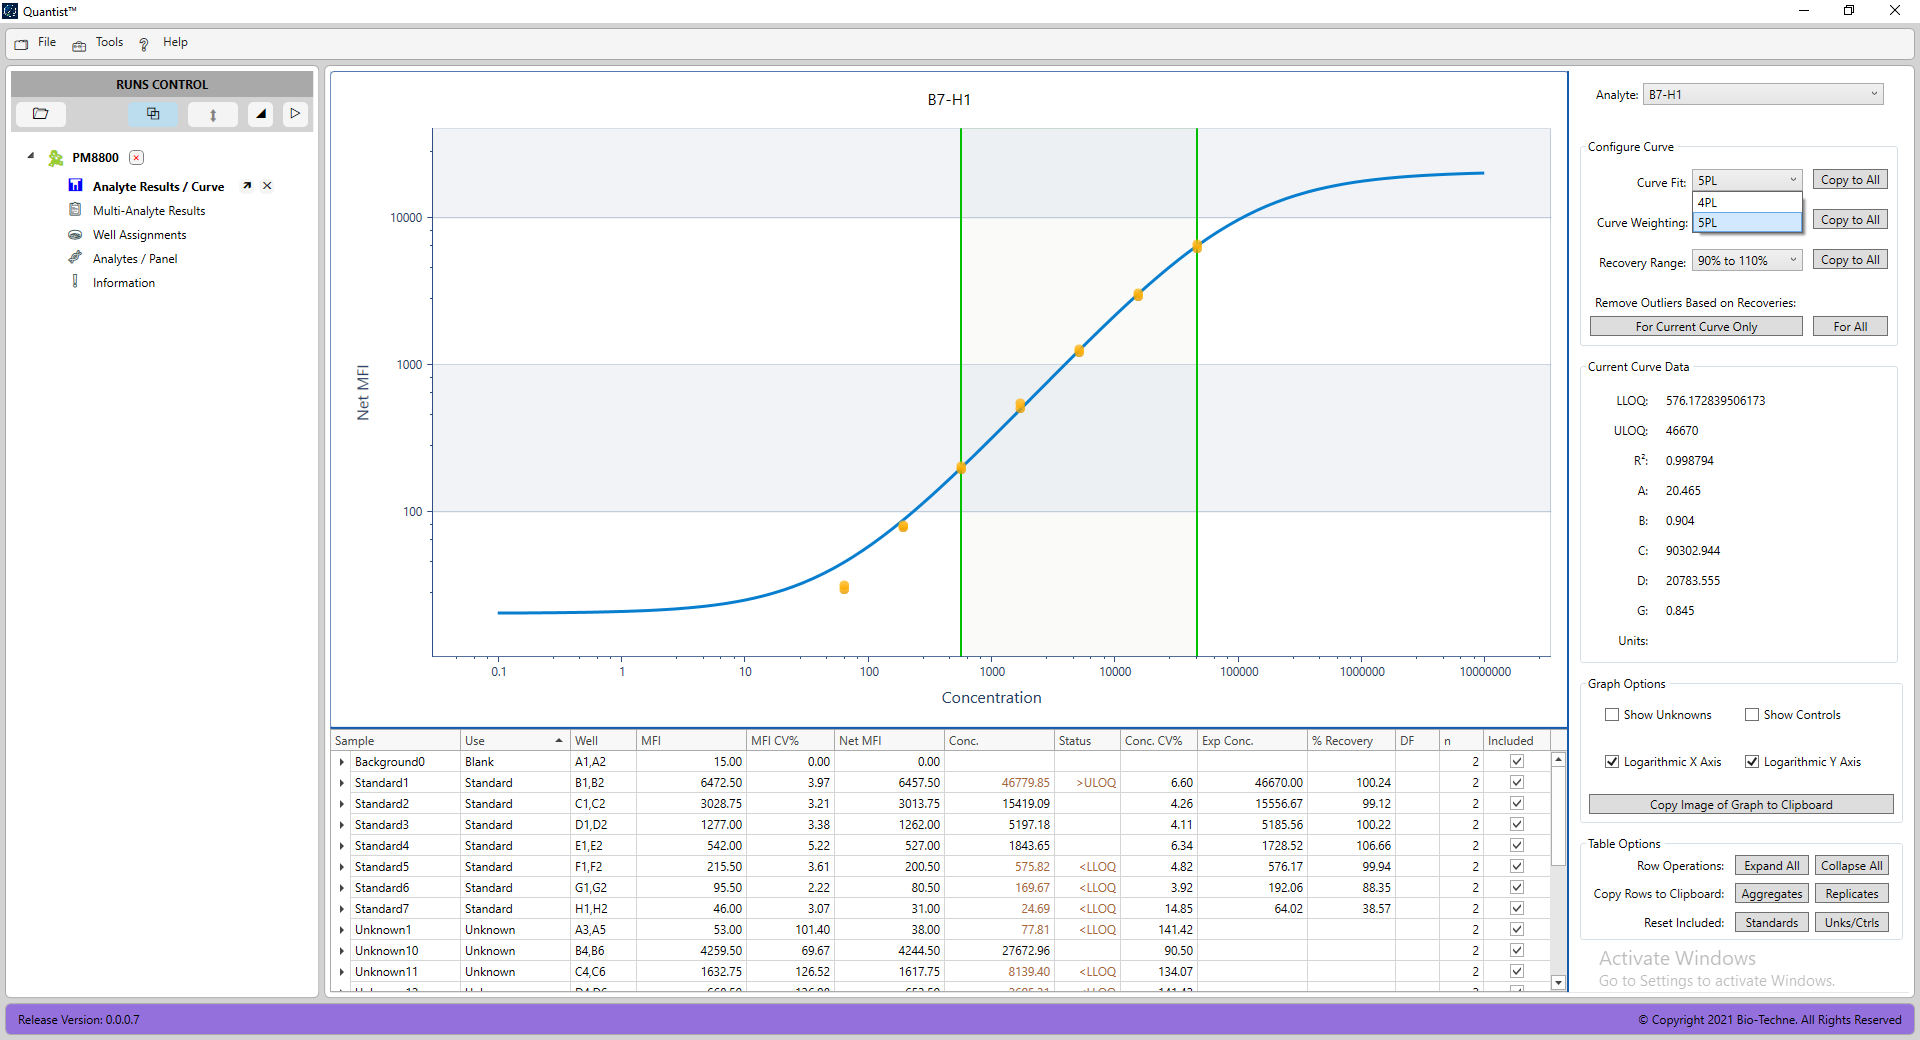 Quantist™
File Tools ? Help
RUNS CONTROL
PM8800
Analyte Results / Curve
Multi-Analyte Results
Well Assignments
Analytes / Panel
Information
B7-H1
10000
1000
100
Net MFI
0.1 1 10 100 1000 10000 100000 1000000 10000000
Concentration
Analyte: B7-H1
Configure Curve
Curve Fit: 5PL Copy to All
4PL
5PL
Curve Weighting: Copy to All
Recovery Range: 90% to 110% Copy to All
Remove Outliers Based on Recoveries:
For Current Curve Only For All
Current Curve Data
LLOQ: 576.172839506173
ULOQ: 46670
R²: 0.998794
A: 20.465
B: 0.904
C: 90302.944
D: 20783.555
G: 0.845
Units:
Graph Options
Show Unknowns Show Controls
Logarithmic X Axis Logarithmic Y Axis
Copy Image of Graph to Clipboard
Table Options
Row Operations: Expand All Collapse All
Copy Rows to Clipboard: Aggregates Replicates
Reset Included: Standards Unks/Ctrls
Sample Use Well MFI MFI CV% Net MFI Conc. Status Conc. CV% Exp Conc. % Recovery DF n Included
Background0 Blank A1,A2 15.00 0.00 0.00 2
Standard1 Standard B1,B2 6472.50 3.97 6457.50 46779.85 >ULOQ 6.60 46670.00 100.24 2
Standard2 Standard C1,C2 3028.75 3.21 3013.75 15419.09 4.26 15556.67 99.12 2
Standard3 Standard D1,D2 1277.00 3.38 1262.00 5197.18 4.11 5185.56 100.22 2
Standard4 Standard E1,E2 542.00 5.22 527.00 1843.65 6.34 1728.52 106.66 2
Standard5 Standard F1,F2 215.50 3.61 200.50 575.82 <LLOQ 4.82 576.17 99.94 2
Standard6 Standard G1,G2 95.50 2.22 80.50 169.67 <LLOQ 3.92 192.06 88.35 2
Standard7 Standard H1,H2 46.00 3.07 31.00 24.69 <LLOQ 14.85 64.02 38.57 2
Unknown1 Unknown A3,A5 53.00 101.40 38.00 77.81 <LLOQ 141.42 2
Unknown10 Unknown B4,B6 4259.50 69.67 4244.50 27672.96 90.50 2
Unknown11 Unknown C4,C6 1632.75 126.52 1617.75 8139.40 <LLOQ 134.07 2
Activate Windows
Go to Settings to activate Windows.
Release Version: 0.0.0.7
© Copyright 2021 Bio-Techne. All Rights Reserved